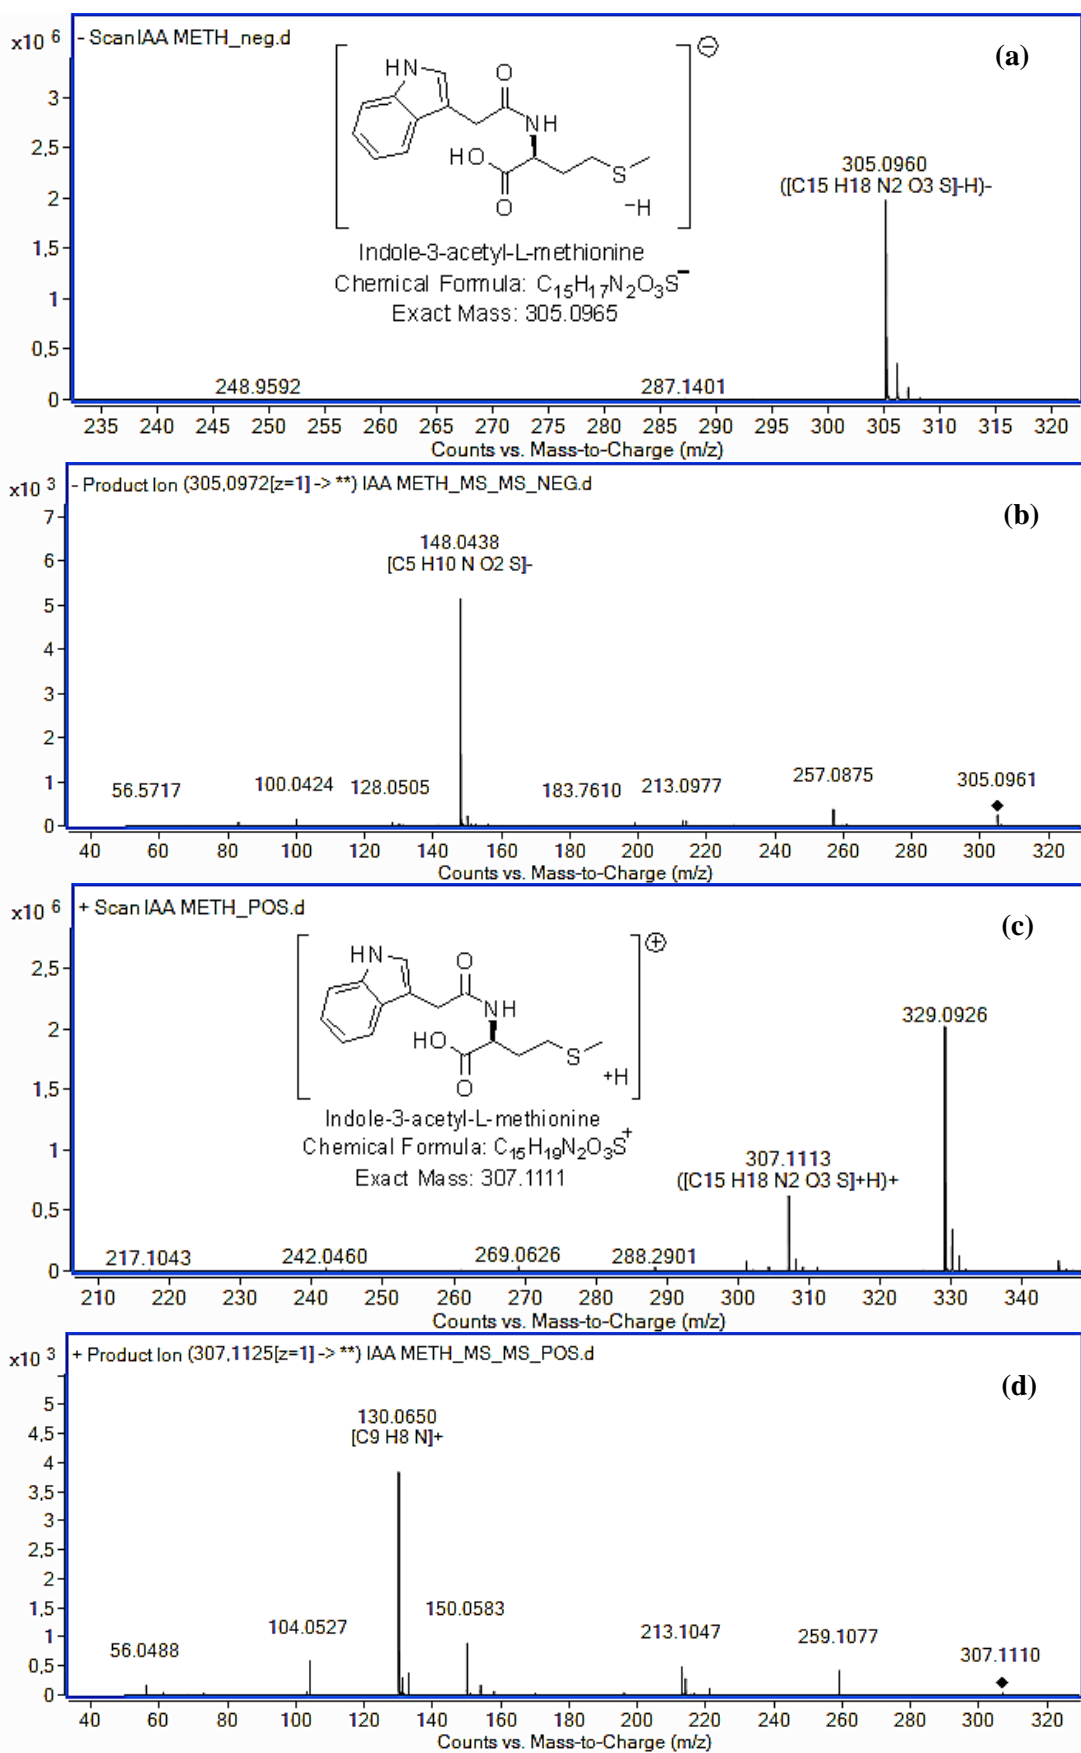 x10 6
- Scan IAA METH_neg.d
(a)
3
2,5
2
1,5
1
0,5
0
HN
O
NH
HO
O
S
−H
⊖
Indole-3-acetyl-L-methionine
Chemical Formula: C15H17N2O3S−
Exact Mass: 305.0965
305.0960
([C15 H18 N2 O3 S]-H)-
248.9592
287.1401
235 240 245 250 255 260 265 270 275 280 285 290 295 300 305 310 315 320
Counts vs. Mass-to-Charge (m/z)
x10 3
- Product Ion (305,0972[z=1] -> **) IAA METH_MS_MS_NEG.d
(b)
7
6
5
4
3
2
1
0
148.0438
[C5 H10 N O2 S]-
56.5717
100.0424
128.0505
183.7610
213.0977
257.0875
305.0961
40 60 80 100 120 140 160 180 200 220 240 260 280 300 320
Counts vs. Mass-to-Charge (m/z)
x10 6
+ Scan IAA METH_POS.d
(c)
2,5
2
1,5
1
0,5
0
HN
O
NH
HO
O
S
+H
⊕
Indole-3-acetyl-L-methionine
Chemical Formula: C15H19N2O3S+
Exact Mass: 307.1111
329.0926
307.1113
([C15 H18 N2 O3 S]+H)+
217.1043
242.0460
269.0626
288.2901
210 220 230 240 250 260 270 280 290 300 310 320 330 340
Counts vs. Mass-to-Charge (m/z)
x10 3
+ Product Ion (307,1125[z=1] -> **) IAA METH_MS_MS_POS.d
(d)
5
4,5
4
3,5
3
2,5
2
1,5
1
0,5
0
130.0650
[C9 H8 N]+
56.0488
104.0527
150.0583
213.1047
259.1077
307.1110
40 60 80 100 120 140 160 180 200 220 240 260 280 300 320
Counts vs. Mass-to-Charge (m/z)